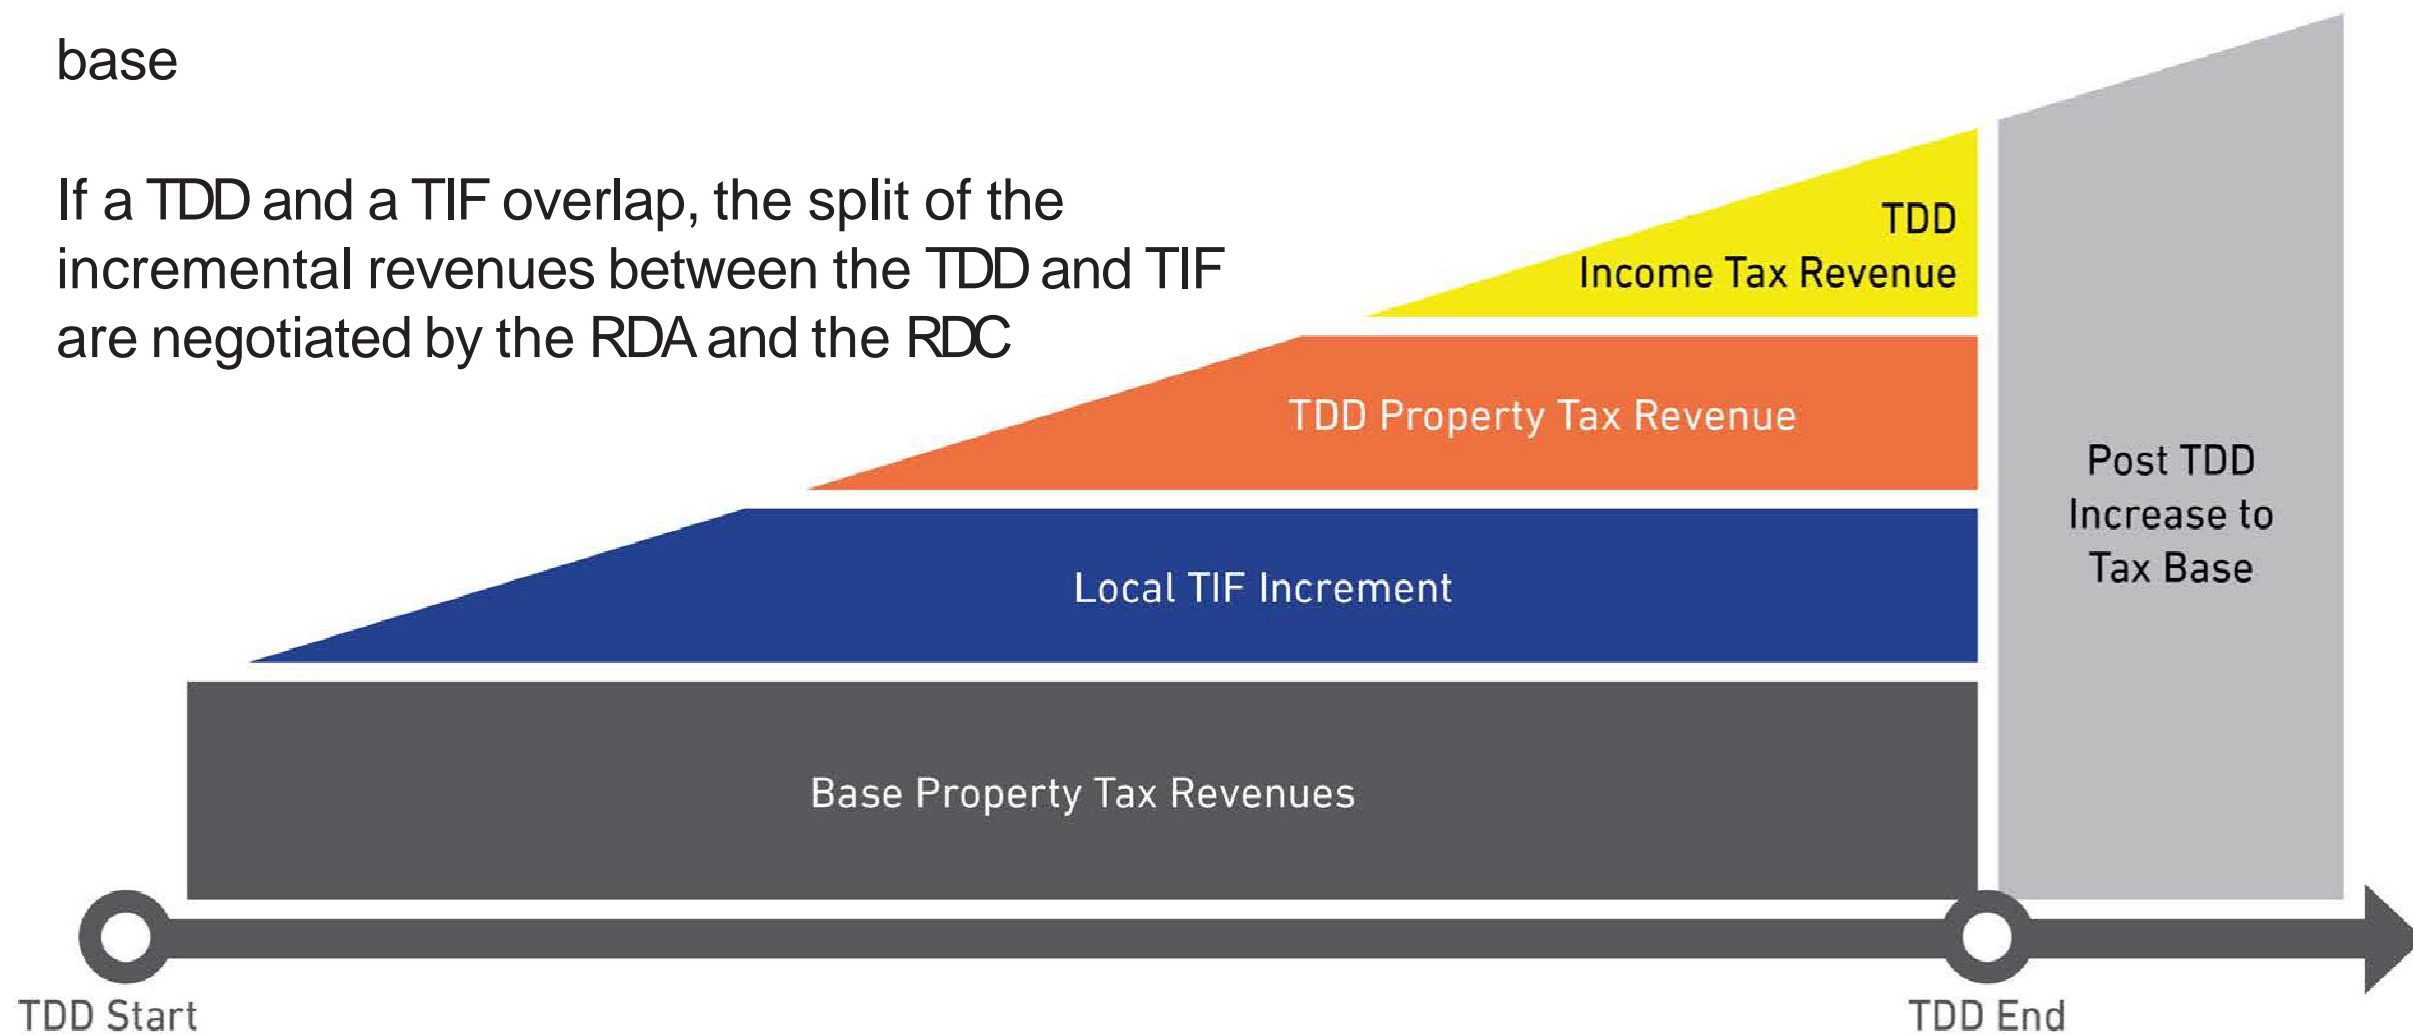 base
If a TDD and a TIF overlap, the split of the
incremental revenues between the TDD and TIF
are negotiated by the RDA and the RDC
TDD
Income Tax Revenue
TDD Property Tax Revenue
Local TIF Increment
Base Property Tax Revenues
Post TDD
Increase to
Tax Base
TDD Start
TDD End